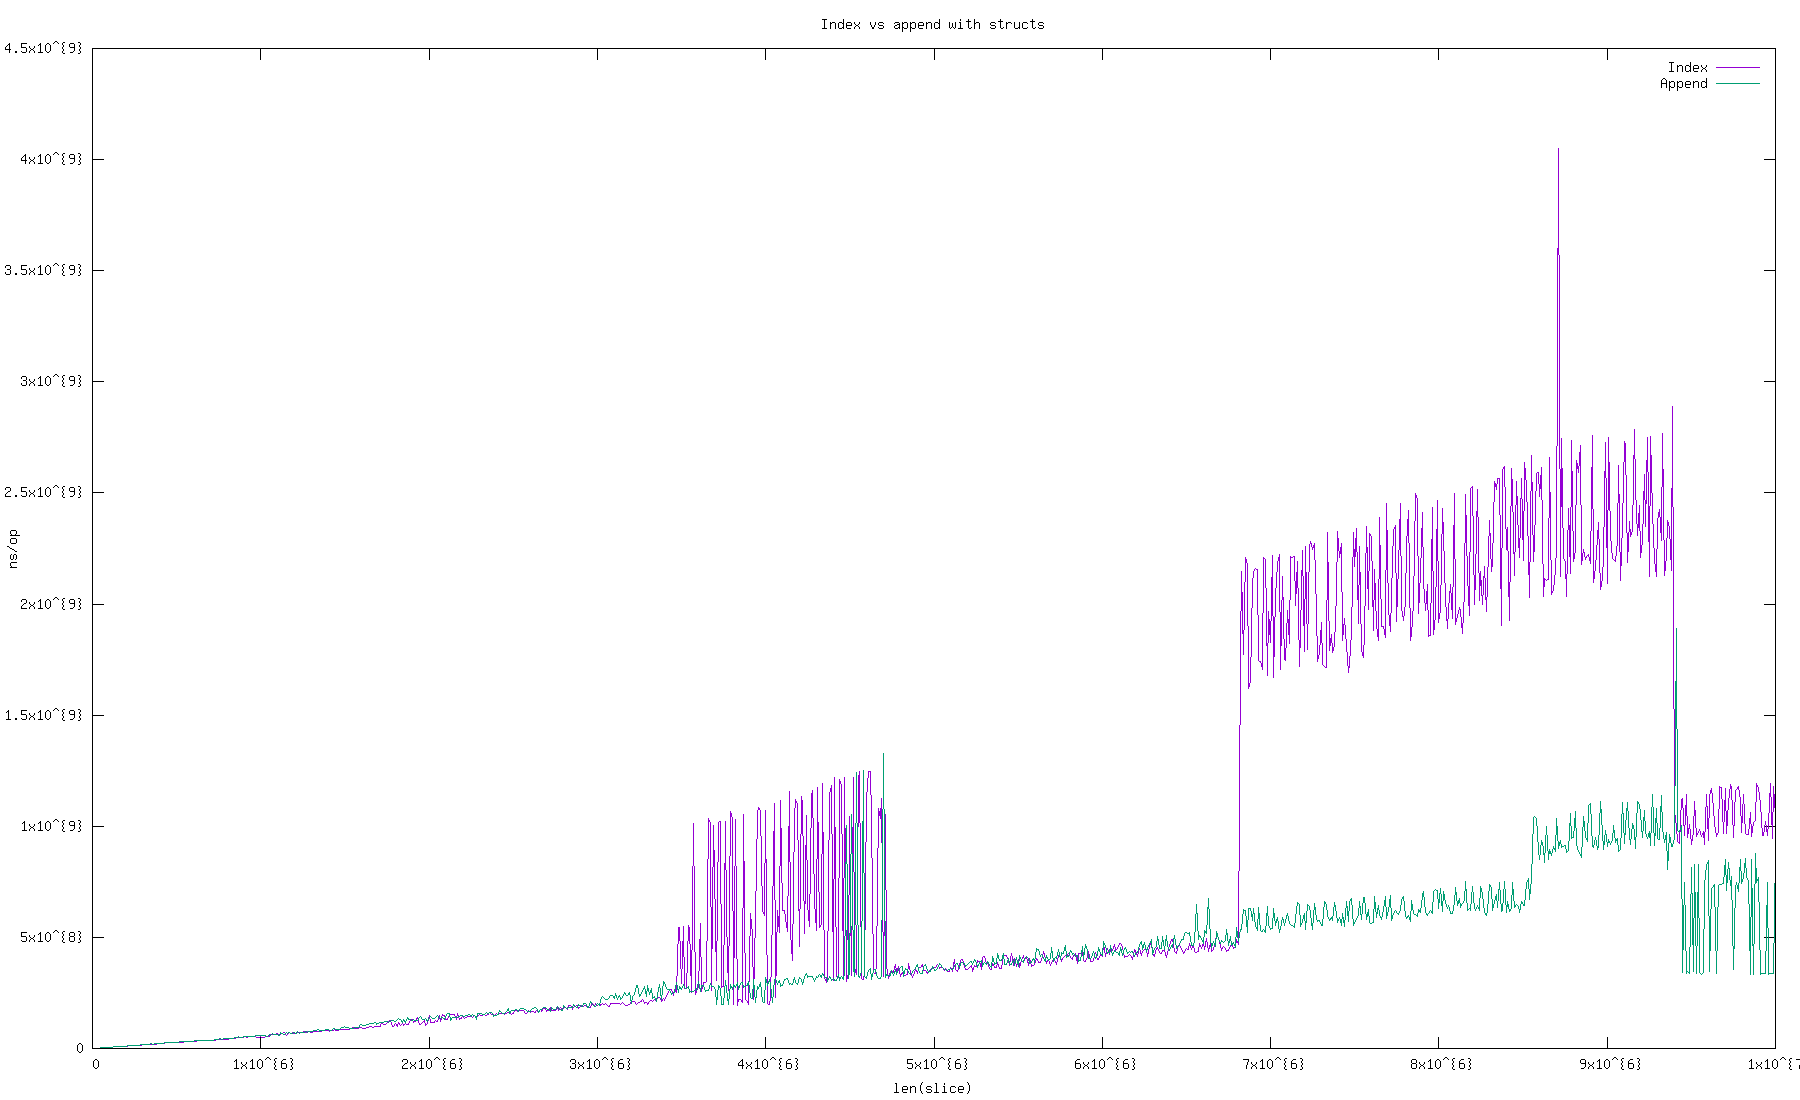 Index vs append with structs
4.5x10^{9}
4x10^{9}
3.5x10^{9}
3x10^{9}
2.5x10^{9}
2x10^{9}
1.5x10^{9}
1x10^{9}
5x10^{8}
0
ns/op
Index
Append
0
1x10^{6}
2x10^{6}
3x10^{6}
4x10^{6}
5x10^{6}
6x10^{6}
7x10^{6}
8x10^{6}
9x10^{6}
1x10^{7
len(slice)